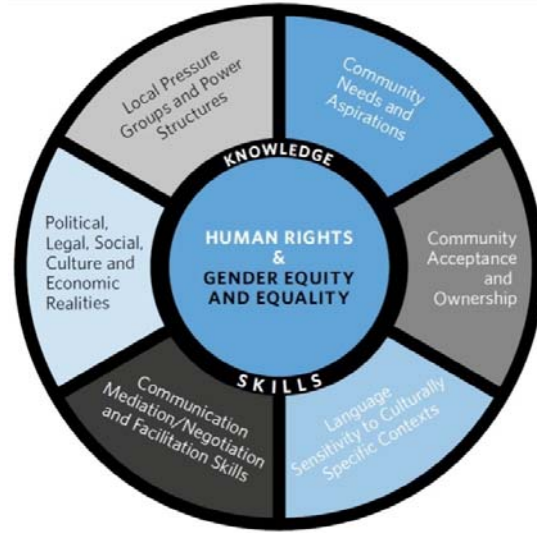 KNOWLEDGE
HUMAN RIGHTS
&
GENDER EQUITY
AND EQUALITY
SKILLS
Community
Needs and
Aspirations
Community
Acceptance
and
Ownership
Language
Sensitivity to Culturally
Specific Contexts
Communication
Mediation/Negotiation
and Facilitation Skills
Political,
Legal, Social,
Culture and
Economic
Realities
Local Pressure
Groups and Power
Structures